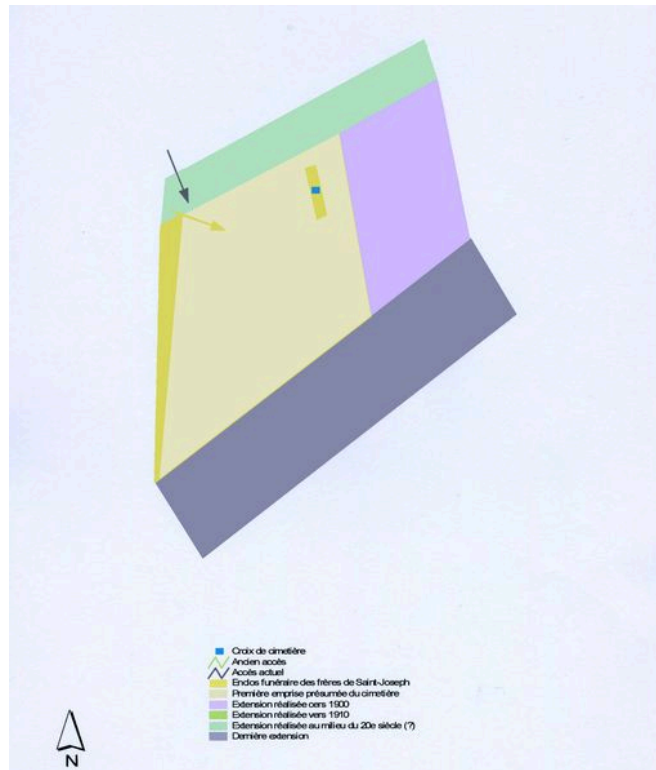 Croix de cimetière
Ancien accès
Accès actuel
Enclos funéraire des frères de Saint-Joseph
Première emprise présumée du cimetière
Extension réalisée cers 1900
Extension réalisée vers 1910
Extension réalisée au milieu du 20e siècle (?)
Dernière extension
N